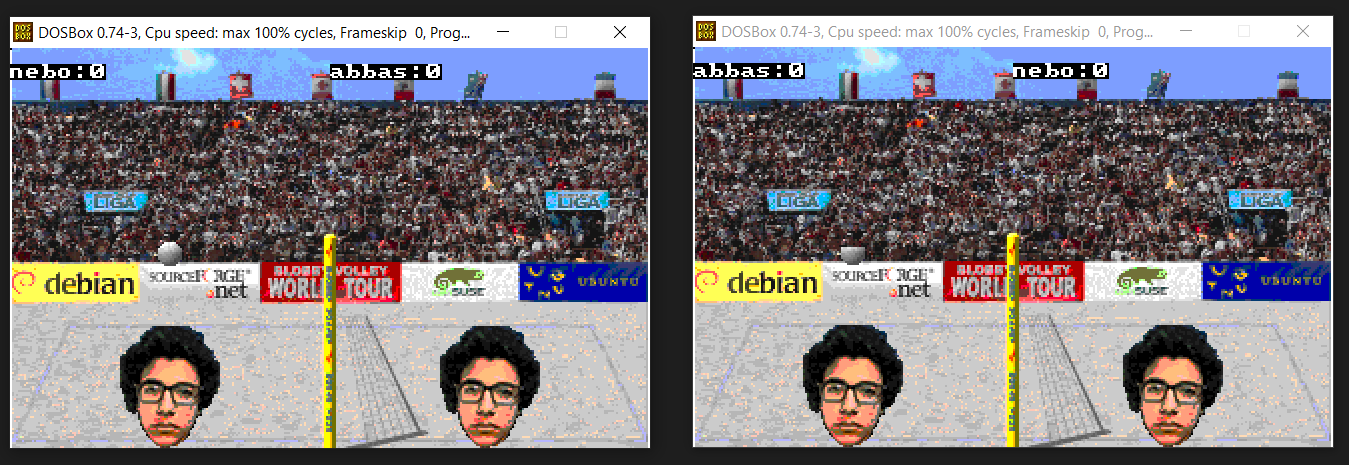 DOSBox 0.74-3, Cpu speed: max 100% cycles, Frameskip 0, Prog...
nebo:0 abbas:0
LIGA LIGA
debian
SOURCEFORGE
.net
BLOBBY VOLLEY
WORLD TOUR
SUSE
UBUNTU
DOSBox 0.74-3, Cpu speed: max 100% cycles, Frameskip 0, Prog...
abbas:0 nebo:0
LIGA LIGA
debian
SOURCEFORGE
.net
BLOBBY VOLLEY
WORLD TOUR
SUSE
UBUNTU